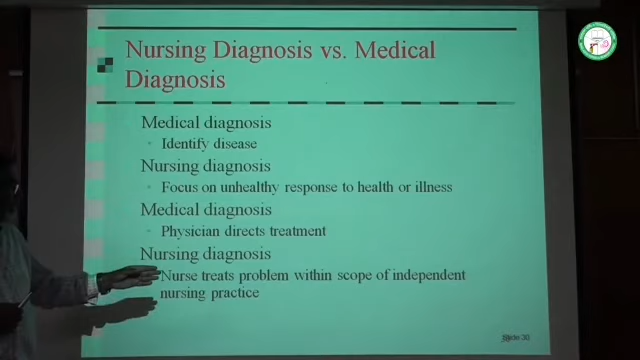 Nursing Diagnosis vs. Medical
Diagnosis
Medical diagnosis
Identify disease
Nursing diagnosis
Focus on unhealthy response to health or illness
Medical diagnosis
Physician directs treatment
Nursing diagnosis
Nurse treats problem within scope of independent
nursing practice
Slide 30